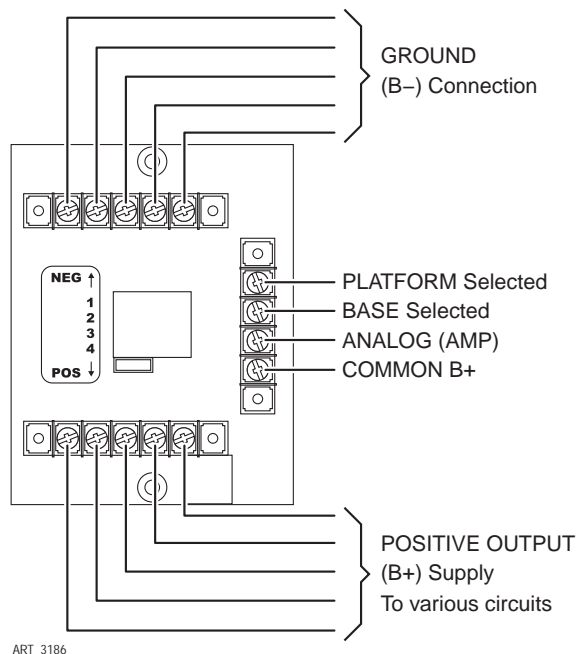 GROUND
(B–) Connection
NEG ↑
1
2
3
4
POS ↓
PLATFORM Selected
BASE Selected
ANALOG (AMP)
COMMON B+
POSITIVE OUTPUT
(B+) Supply
To various circuits
ART 3186